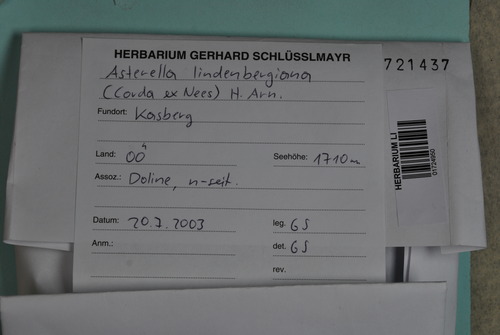 HERBARIUM GERHARD SCHLÜSSLMAYR
721437
Asterella lindenbergiana
(Corda ex Nees) H. Arn.
Fundort: Kasberg
Land: OÖ
Seehöhe: 1710 m
Assoz.: Doline, n-seit.
Datum: 20.7.2003
leg. GS
Anm.:
det. GS
rev.
HERBARIUM LI